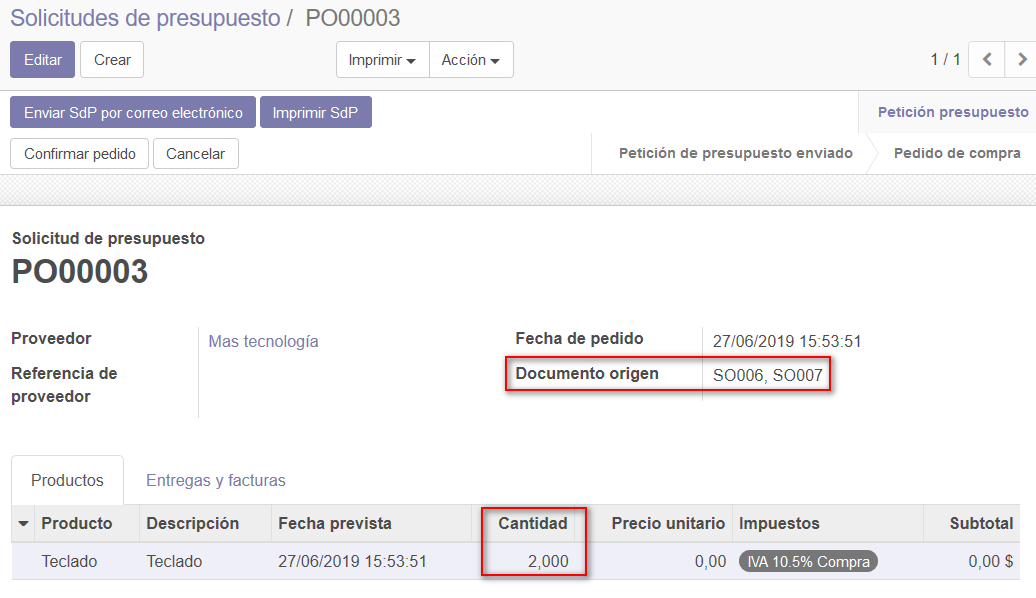 Solicitudes de presupuesto / PO00003
Editar Crear Imprimir Acción 1 / 1
Enviar SdP por correo electrónico Imprimir SdP Petición presupuesto
Confirmar pedido Cancelar Petición de presupuesto enviado Pedido de compra
Solicitud de presupuesto
PO00003
Proveedor Mas tecnología Fecha de pedido 27/06/2019 15:53:51
Referencia de proveedor Documento origen SO006, SO007
Productos Entregas y facturas
Producto Descripción Fecha prevista Cantidad Precio unitario Impuestos Subtotal
Teclado Teclado 27/06/2019 15:53:51 2,000 0,00 IVA 10.5% Compra 0,00 $